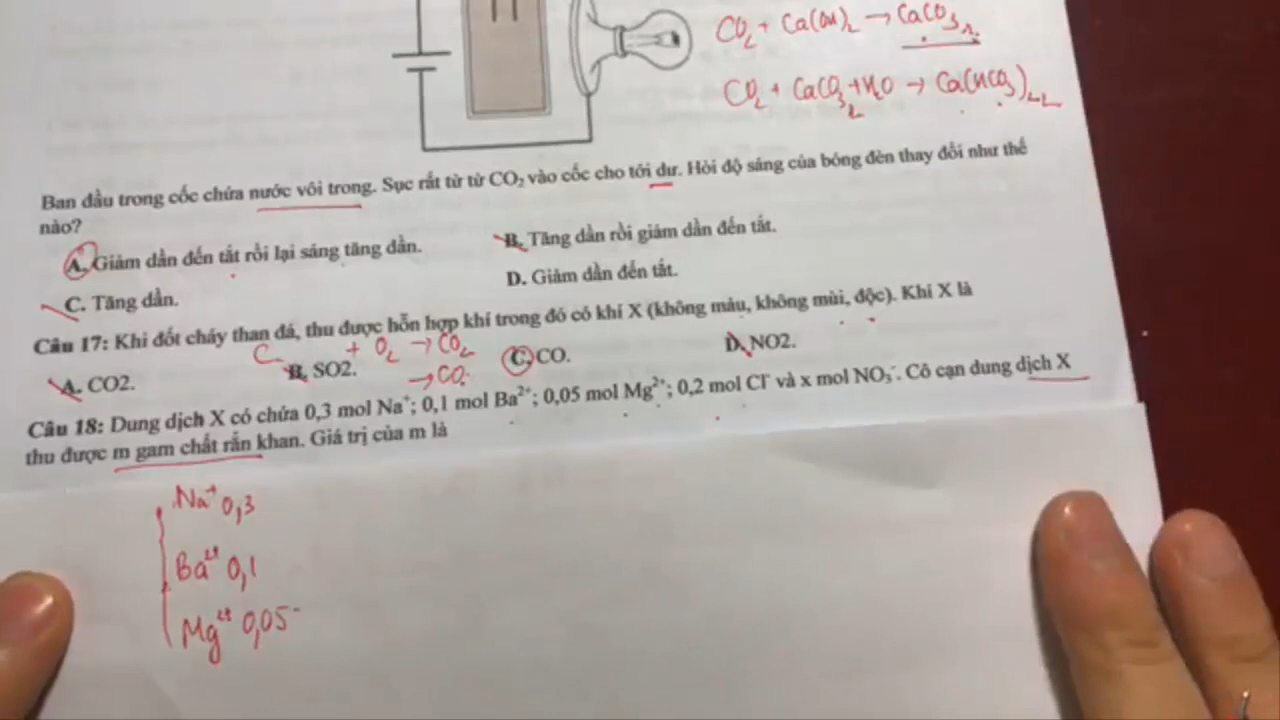 CO₂ + Ca(OH)₂ → CaCO₃
CO₂ + CaCO₃ + H₂O → Ca(HCO₃)₂
Ban đầu trong cốc chứa nước vôi trong. Sục rất từ từ CO₂ vào cốc cho tới dư. Hỏi độ sáng của bóng đèn thay đổi như thế
nào?
A. Giảm dần đến tắt rồi lại sáng tăng dần. B. Tăng dần rồi giảm dần đến tắt.
C. Tăng dần. D. Giảm dần đến tắt.
Câu 17: Khi đốt cháy than đá, thu được hỗn hợp khí trong đó có khí X (không màu, không mùi, độc). Khí X là
C + O₂ → CO₂
A. CO2. B. SO2. C. CO. D. NO2.
→ CO
Câu 18: Dung dịch X có chứa 0,3 mol Na⁺; 0,1 mol Ba²⁺; 0,05 mol Mg²⁺; 0,2 mol Cl⁻ và x mol NO₃⁻. Cô cạn dung dịch X
thu được m gam chất rắn khan. Giá trị của m là
Na⁺ 0,3
Ba²⁺ 0,1
Mg²⁺ 0,05